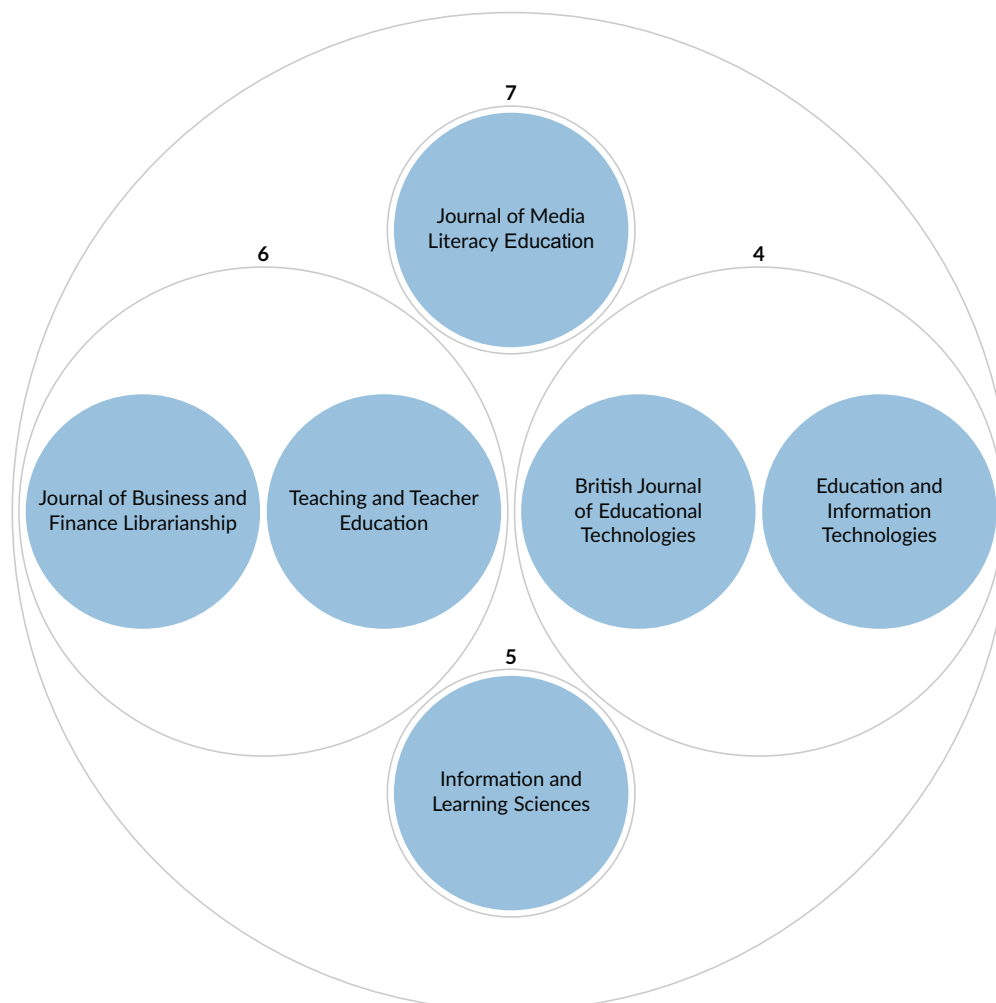 7
Journal of Media
Literacy Education
6
4
Journal of Business and
Finance Librarianship
Teaching and Teacher
Education
British Journal
of Educational
Technologies
Education and
Information
Technologies
5
Information and
Learning Sciences